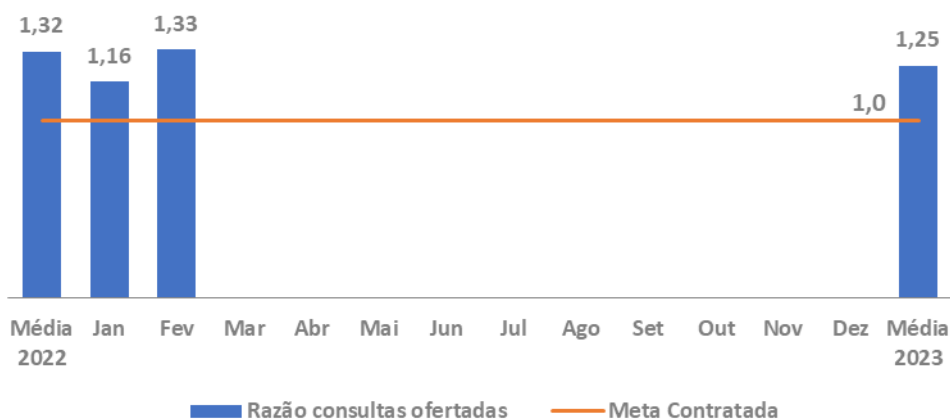 1,32
1,16
1,33
1,25
1,0
Média 2022
Jan
Fev
Mar
Abr
Mai
Jun
Jul
Ago
Set
Out
Nov
Dez
Média 2023
Razão consultas ofertadas
Meta Contratada